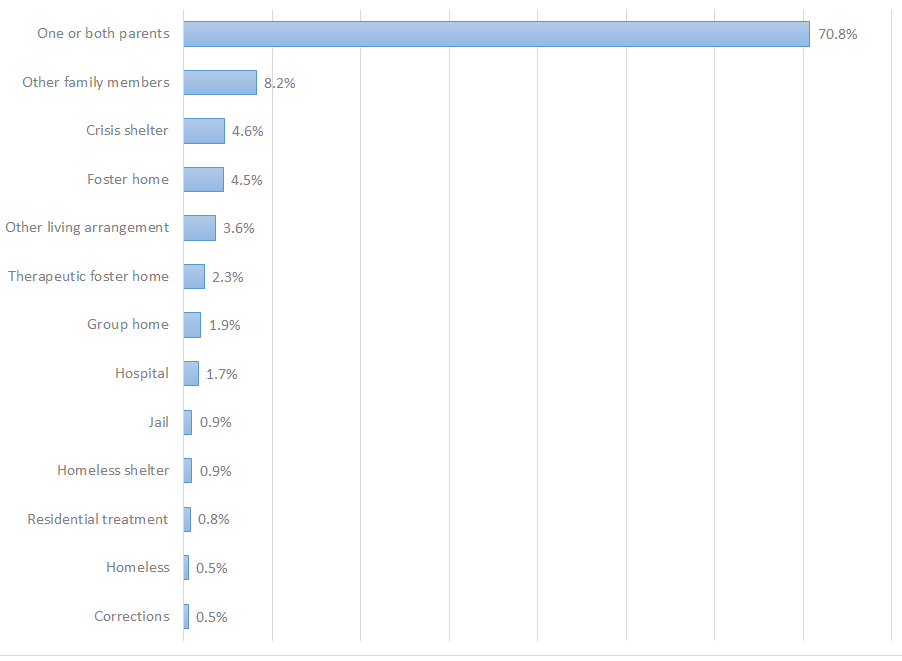 One or both parents 70.8%
Other family members 8.2%
Crisis shelter 4.6%
Foster home 4.5%
Other living arrangement 3.6%
Therapeutic foster home 2.3%
Group home 1.9%
Hospital 1.7%
Jail 0.9%
Homeless shelter 0.9%
Residential treatment 0.8%
Homeless 0.5%
Corrections 0.5%